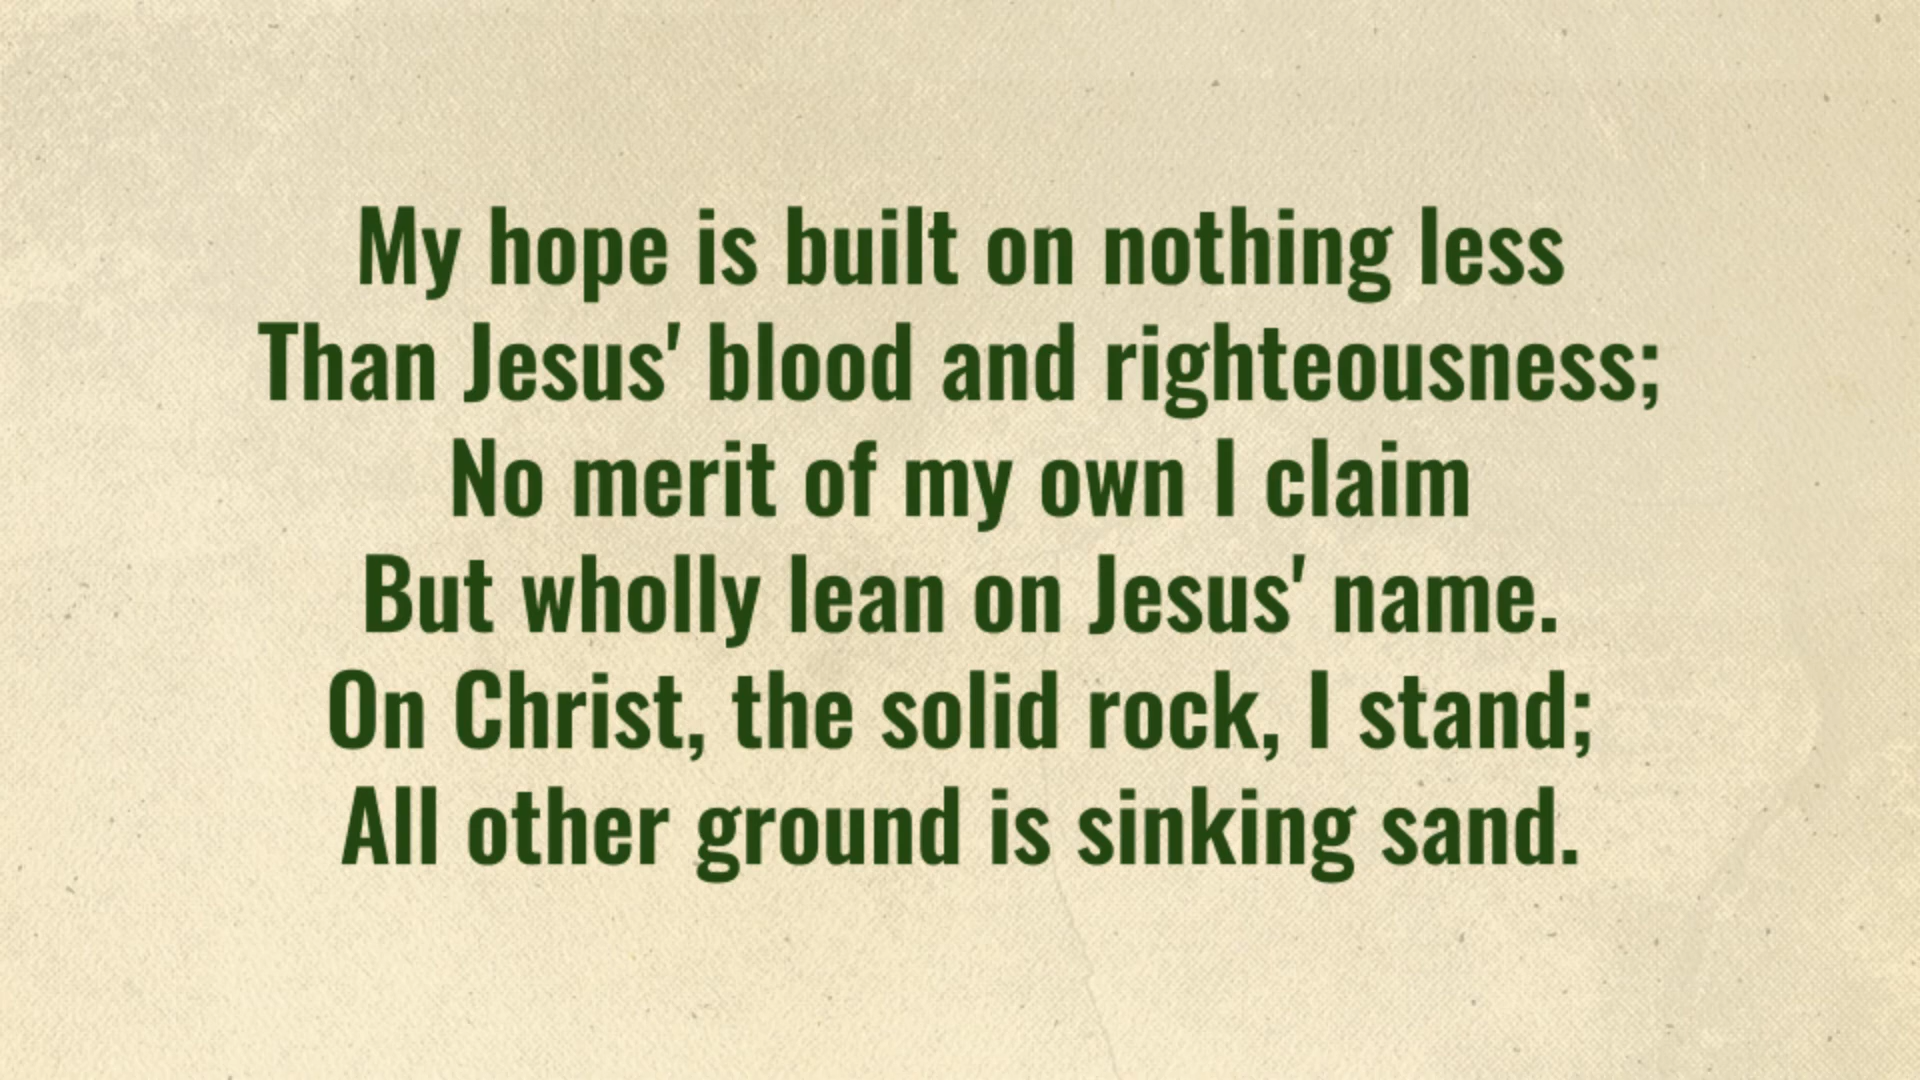 My hope is built on nothing less
Than Jesus' blood and righteousness;
No merit of my own I claim
But wholly lean on Jesus' name.
On Christ, the solid rock, I stand;
All other ground is sinking sand.